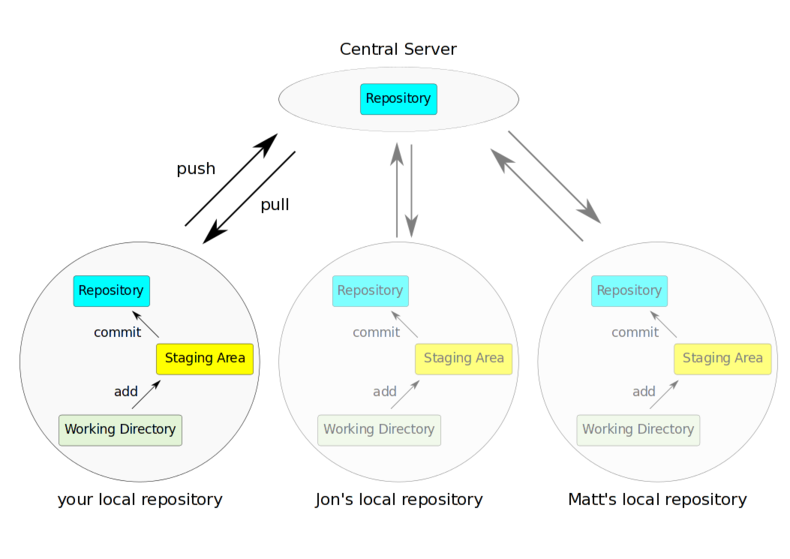 Central Server
Repository
push
pull
Repository
commit
Staging Area
add
Working Directory
your local repository
Repository
commit
Staging Area
add
Working Directory
Jon's local repository
Repository
commit
Staging Area
add
Working Directory
Matt's local repository